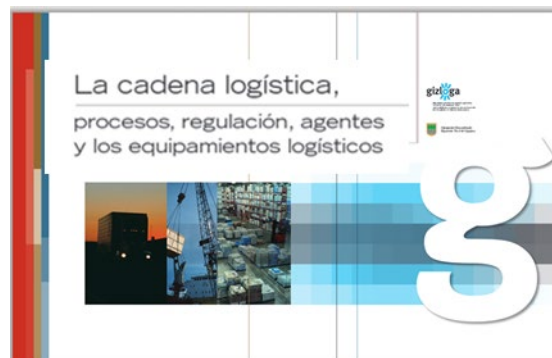 La cadena logística,
procesos, regulación, agentes
y los equipamientos logísticos
gizloga
g